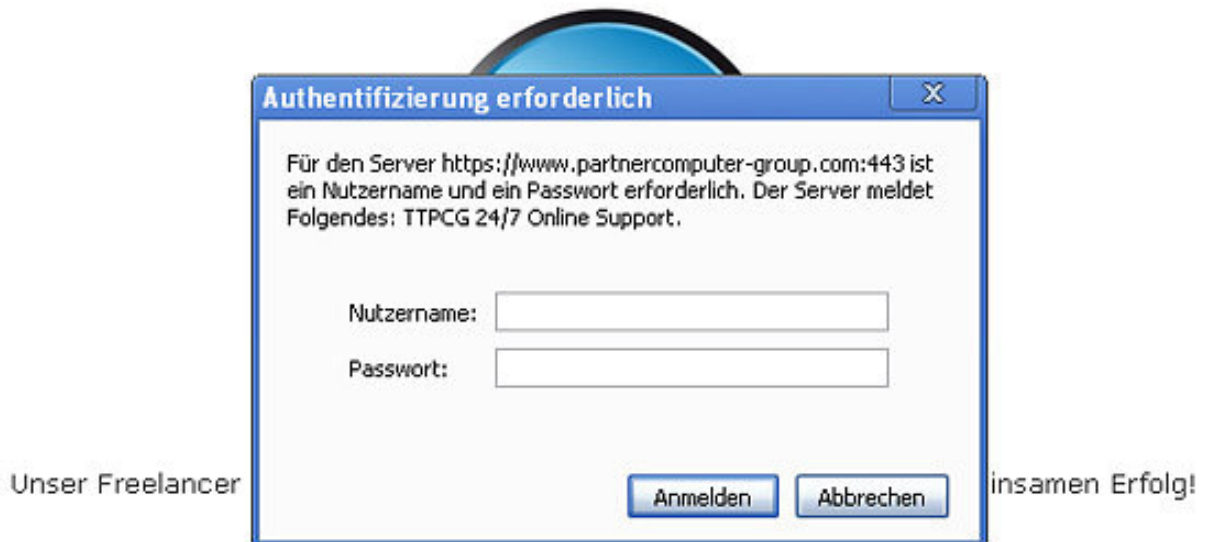 Authentifizierung erforderlich
X
Für den Server https://www.partnercomputer-group.com:443 ist
ein Nutzername und ein Passwort erforderlich. Der Server meldet
Folgendes: TTPCG 24/7 Online Support.
Nutzername:
Passwort:
Unser Freelancer
insamen Erfolg!
Anmelden
Abbrechen